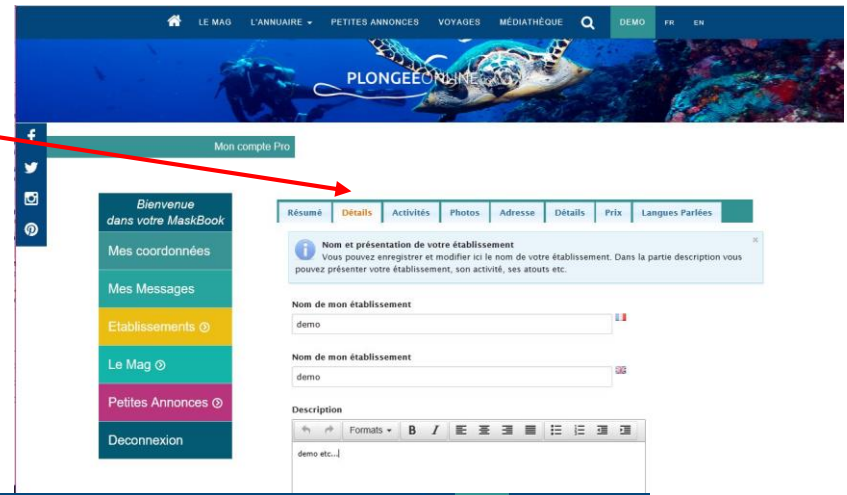 LE MAG L'ANNUAIRE PETITES ANNONCES VOYAGES MÉDIATHÈQUE DEMO FR EN
PLONGÉEONLINE
Mon compte Pro
Bienvenue
dans votre MaskBook
Mes coordonnées
Mes Messages
Etablissements
Le Mag
Petites Annonces
Deconnexion
Résumé Détails Activités Photos Adresse Détails Prix Langues Parlées
Nom et présentation de votre établissement
Vous pouvez enregistrer et modifier ici le nom de votre établissement. Dans la partie description vous
pouvez présenter votre établissement, son activité, ses atouts etc.
Nom de mon établissement
demo
Nom de mon établissement
demo
Description
Formats B I
demo etc...